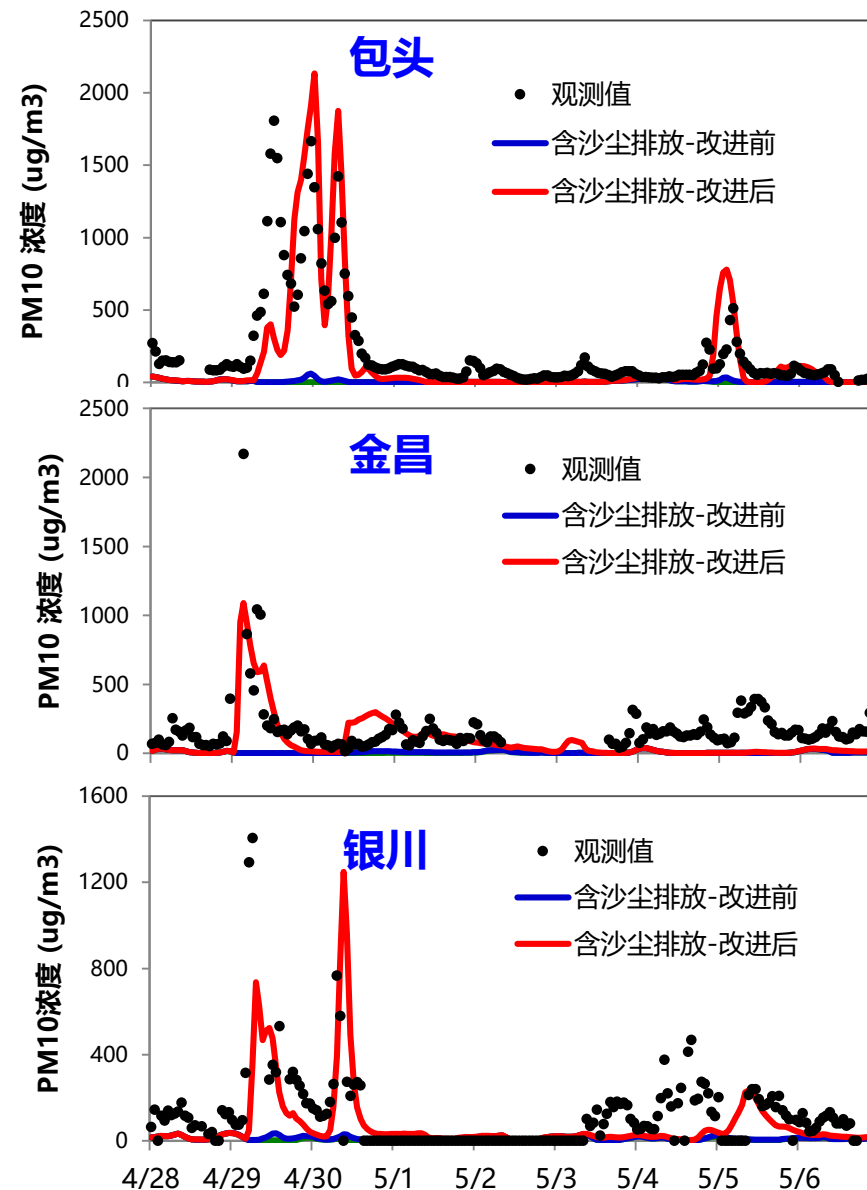 2500
包头
2000
观测值
含沙尘排放-改进前
1500
含沙尘排放-改进后
1000
500
0
PM10 浓度 (ug/m3)
2500
金昌
2000
观测值
含沙尘排放-改进前
1500
含沙尘排放-改进后
1000
500
0
PM10 浓度 (ug/m3)
1600
银川
观测值
1200
含沙尘排放-改进前
含沙尘排放-改进后
800
400
0
PM10浓度 (ug/m3)
4/28 4/29 4/30 5/1 5/2 5/3 5/4 5/5 5/6